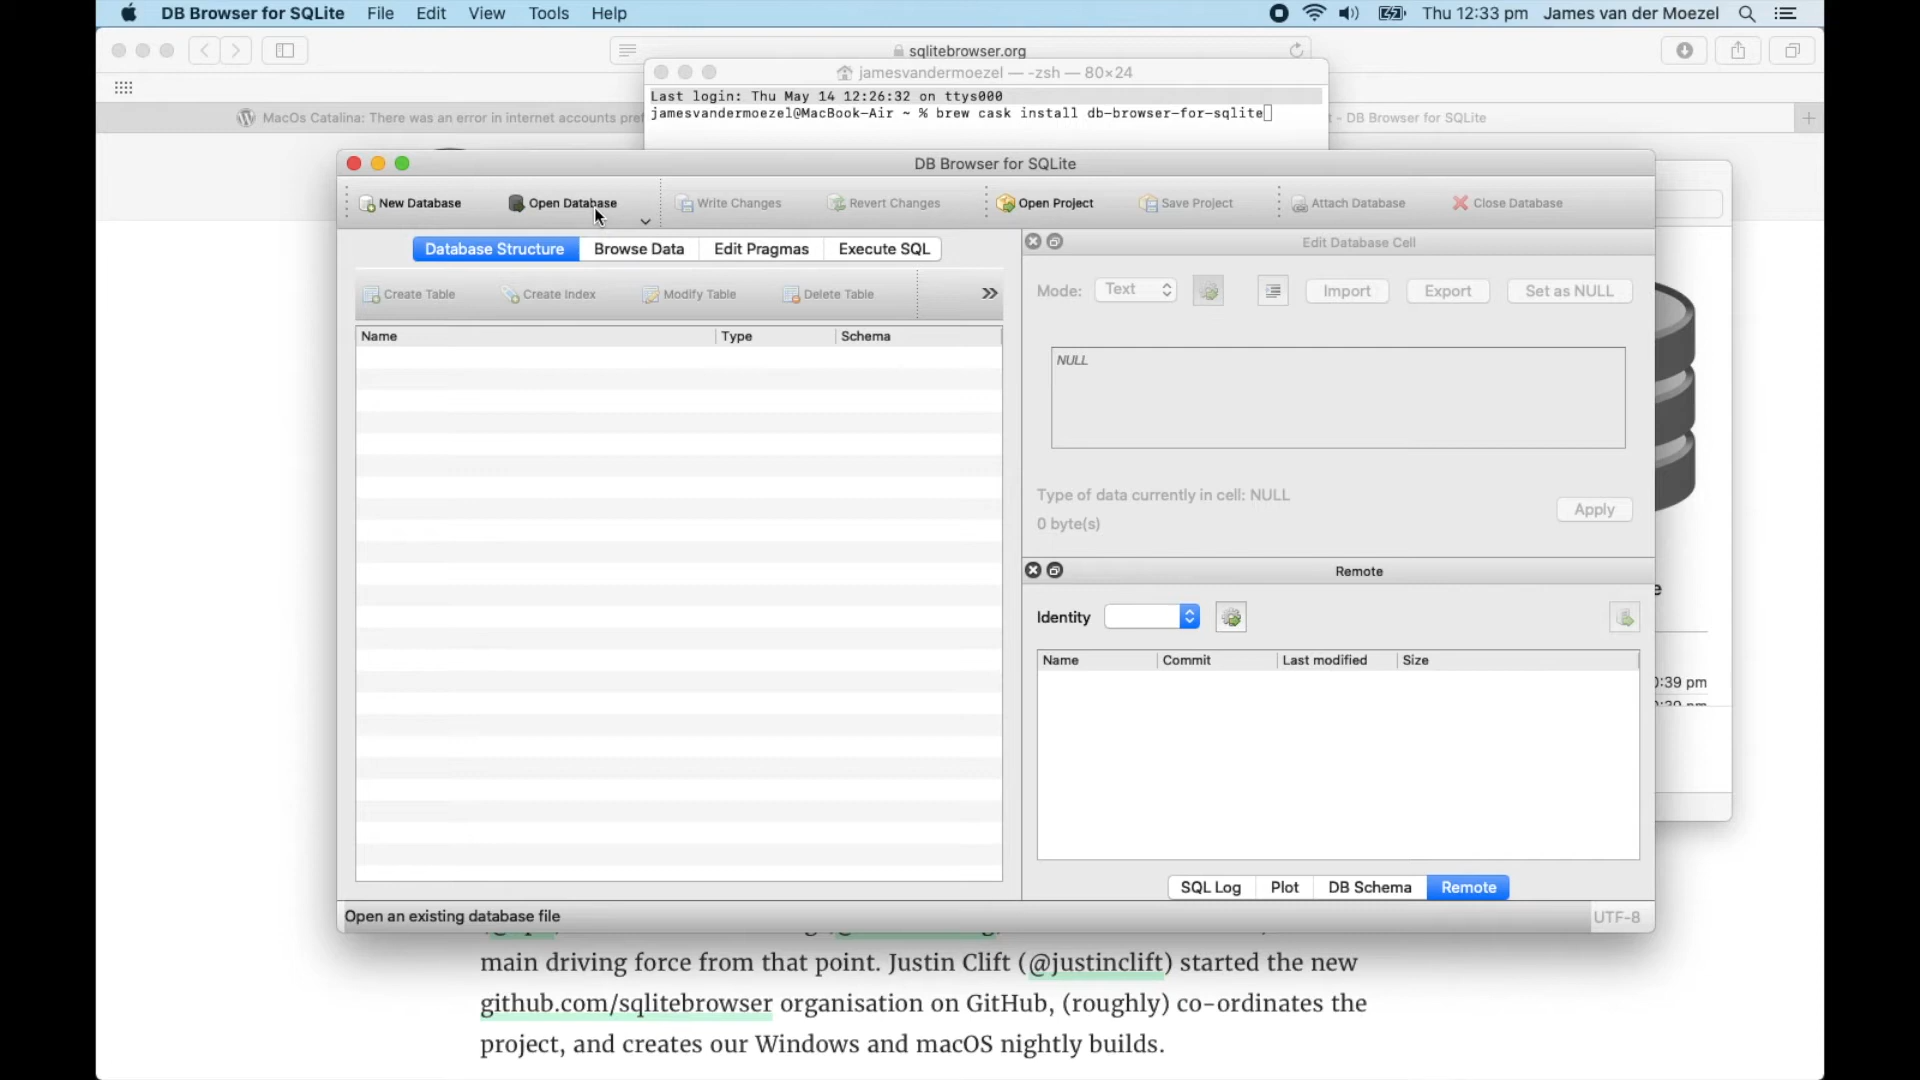 DB Browser for SQLite File Edit View Tools Help Thu 12:33 pm James van der Moezel
sqlitebrowser.org
jamesvandermoezel — -zsh — 80×24
Last login: Thu May 14 12:26:32 on ttys000
jamesvandermoezel@MacBook-Air ~ % brew cask install db-browser-for-sqlite
MacOS Catalina: There was an error in internet accounts
- DB Browser for SQLite
DB Browser for SQLite
New Database Open Database Write Changes Revert Changes Open Project Save Project Attach Database Close Database
Database Structure Browse Data Edit Pragmas Execute SQL
Create Table Create Index Modify Table Delete Table
Name Type Schema
Edit Database Cell
Mode: Text Import Export Set as NULL
NULL
Type of data currently in cell: NULL
0 byte(s)
Apply
Remote
Identity
Name Commit Last modified Size
:39 pm
SQL Log Plot DB Schema Remote
Open an existing database file UTF-8
main driving force from that point. Justin Clift (@justinclift) started the new
github.com/sqlitebrowser organisation on GitHub, (roughly) co-ordinates the
project, and creates our Windows and macOS nightly builds.